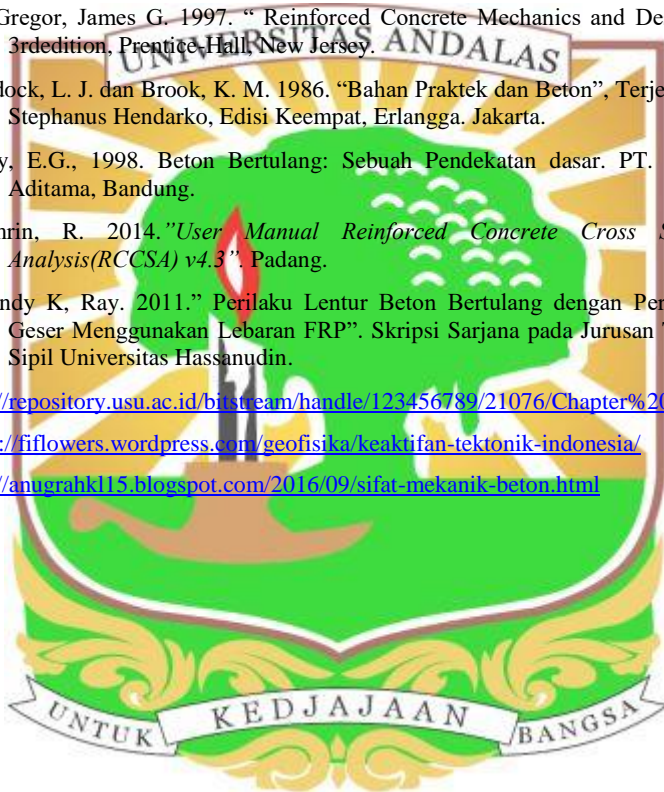 Gregor, James G. 1997. “ Reinforced Concrete Mechanics and De
3rdedition, Prentice-Hall, New Jersey.
UNIVERSITAS ANDALAS
dock, L. J. dan Brook, K. M. 1986. “Bahan Praktek dan Beton”, Terje
Stephanus Hendarko, Edisi Keempat, Erlangga. Jakarta.
y, E.G., 1998. Beton Bertulang: Sebuah Pendekatan dasar. PT.
Aditama, Bandung.
rin, R. 2014.”User Manual Reinforced Concrete Cross S
Analysis(RCCSA) v4.3”. Padang.
ndy K, Ray. 2011.” Perilaku Lentur Beton Bertulang dengan Per
Geser Menggunakan Lebaran FRP”. Skripsi Sarjana pada Jurusan
Sipil Universitas Hassanudin.
//repository.usu.ac.id/bitstream/handle/123456789/21076/Chapter%20
://fiflowers.wordpress.com/geofisika/keaktifan-tektonik-indonesia/
//anugrahkl15.blogspot.com/2016/09/sifat-mekanik-beton.html
UNTUK KEDJAJAAN BANGSA